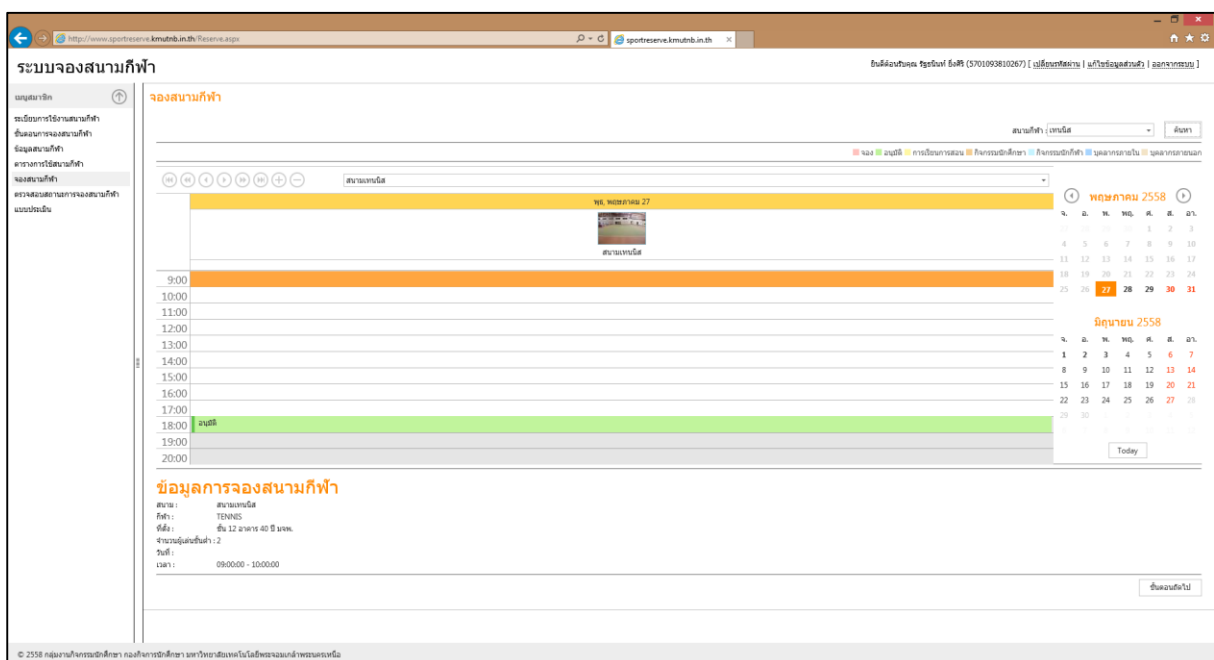 http://www.sportreserve.kmutnb.in.th/Reserve.aspx
sportreserve.kmutnb.in.th
ระบบจองสนามกีฬา
ยินดีต้อนรับคุณ รัฐธนินท์ ยิ่งศิริ (5701093810267) [ เปลี่ยนรหัสผ่าน | แก้ไขข้อมูลส่วนตัว | ออกจากระบบ ]
เมนูสมาชิก
ระเบียบการใช้งานสนามกีฬา
ขั้นตอนการจองสนามกีฬา
ข้อมูลสนามกีฬา
ตารางการใช้สนามกีฬา
จองสนามกีฬา
ตรวจสอบสถานะการจองสนามกีฬา
แบบประเมิน
จองสนามกีฬา
สนามกีฬา : เทนนิส
ค้นหา
จอง อนุมัติ การเรียนการสอน กิจกรรมนักศึกษา กิจกรรมนักกีฬา บุคลากรภายใน บุคลากรภายนอก
สนามเทนนิส
พุธ, พฤษภาคม 27
สนามเทนนิส
9:00
10:00
11:00
12:00
13:00
14:00
15:00
16:00
17:00
18:00 อนุมัติ
19:00
20:00
พฤษภาคม 2558
จ. อ. พ. พฤ. ศ. ส. อา.
1 2 3
4 5 6 7 8 9 10
11 12 13 14 15 16 17
18 19 20 21 22 23 24
25 26 27 28 29 30 31
มิถุนายน 2558
จ. อ. พ. พฤ. ศ. ส. อา.
1 2 3 4 5 6 7
8 9 10 11 12 13 14
15 16 17 18 19 20 21
22 23 24 25 26 27 28
29 30
Today
ข้อมูลการจองสนามกีฬา
สนาม : สนามเทนนิส
กีฬา : TENNIS
ที่ตั้ง : ชั้น 12 อาคาร 40 ปี มจพ.
จำนวนผู้เล่นขั้นต่ำ : 2
วันที่ :
เวลา : 09:00:00 - 10:00:00
ขั้นตอนถัดไป
© 2558 กลุ่มงานกิจกรรมนักศึกษา กองกิจการนักศึกษา มหาวิทยาลัยเทคโนโลยีพระจอมเกล้าพระนครเหนือ